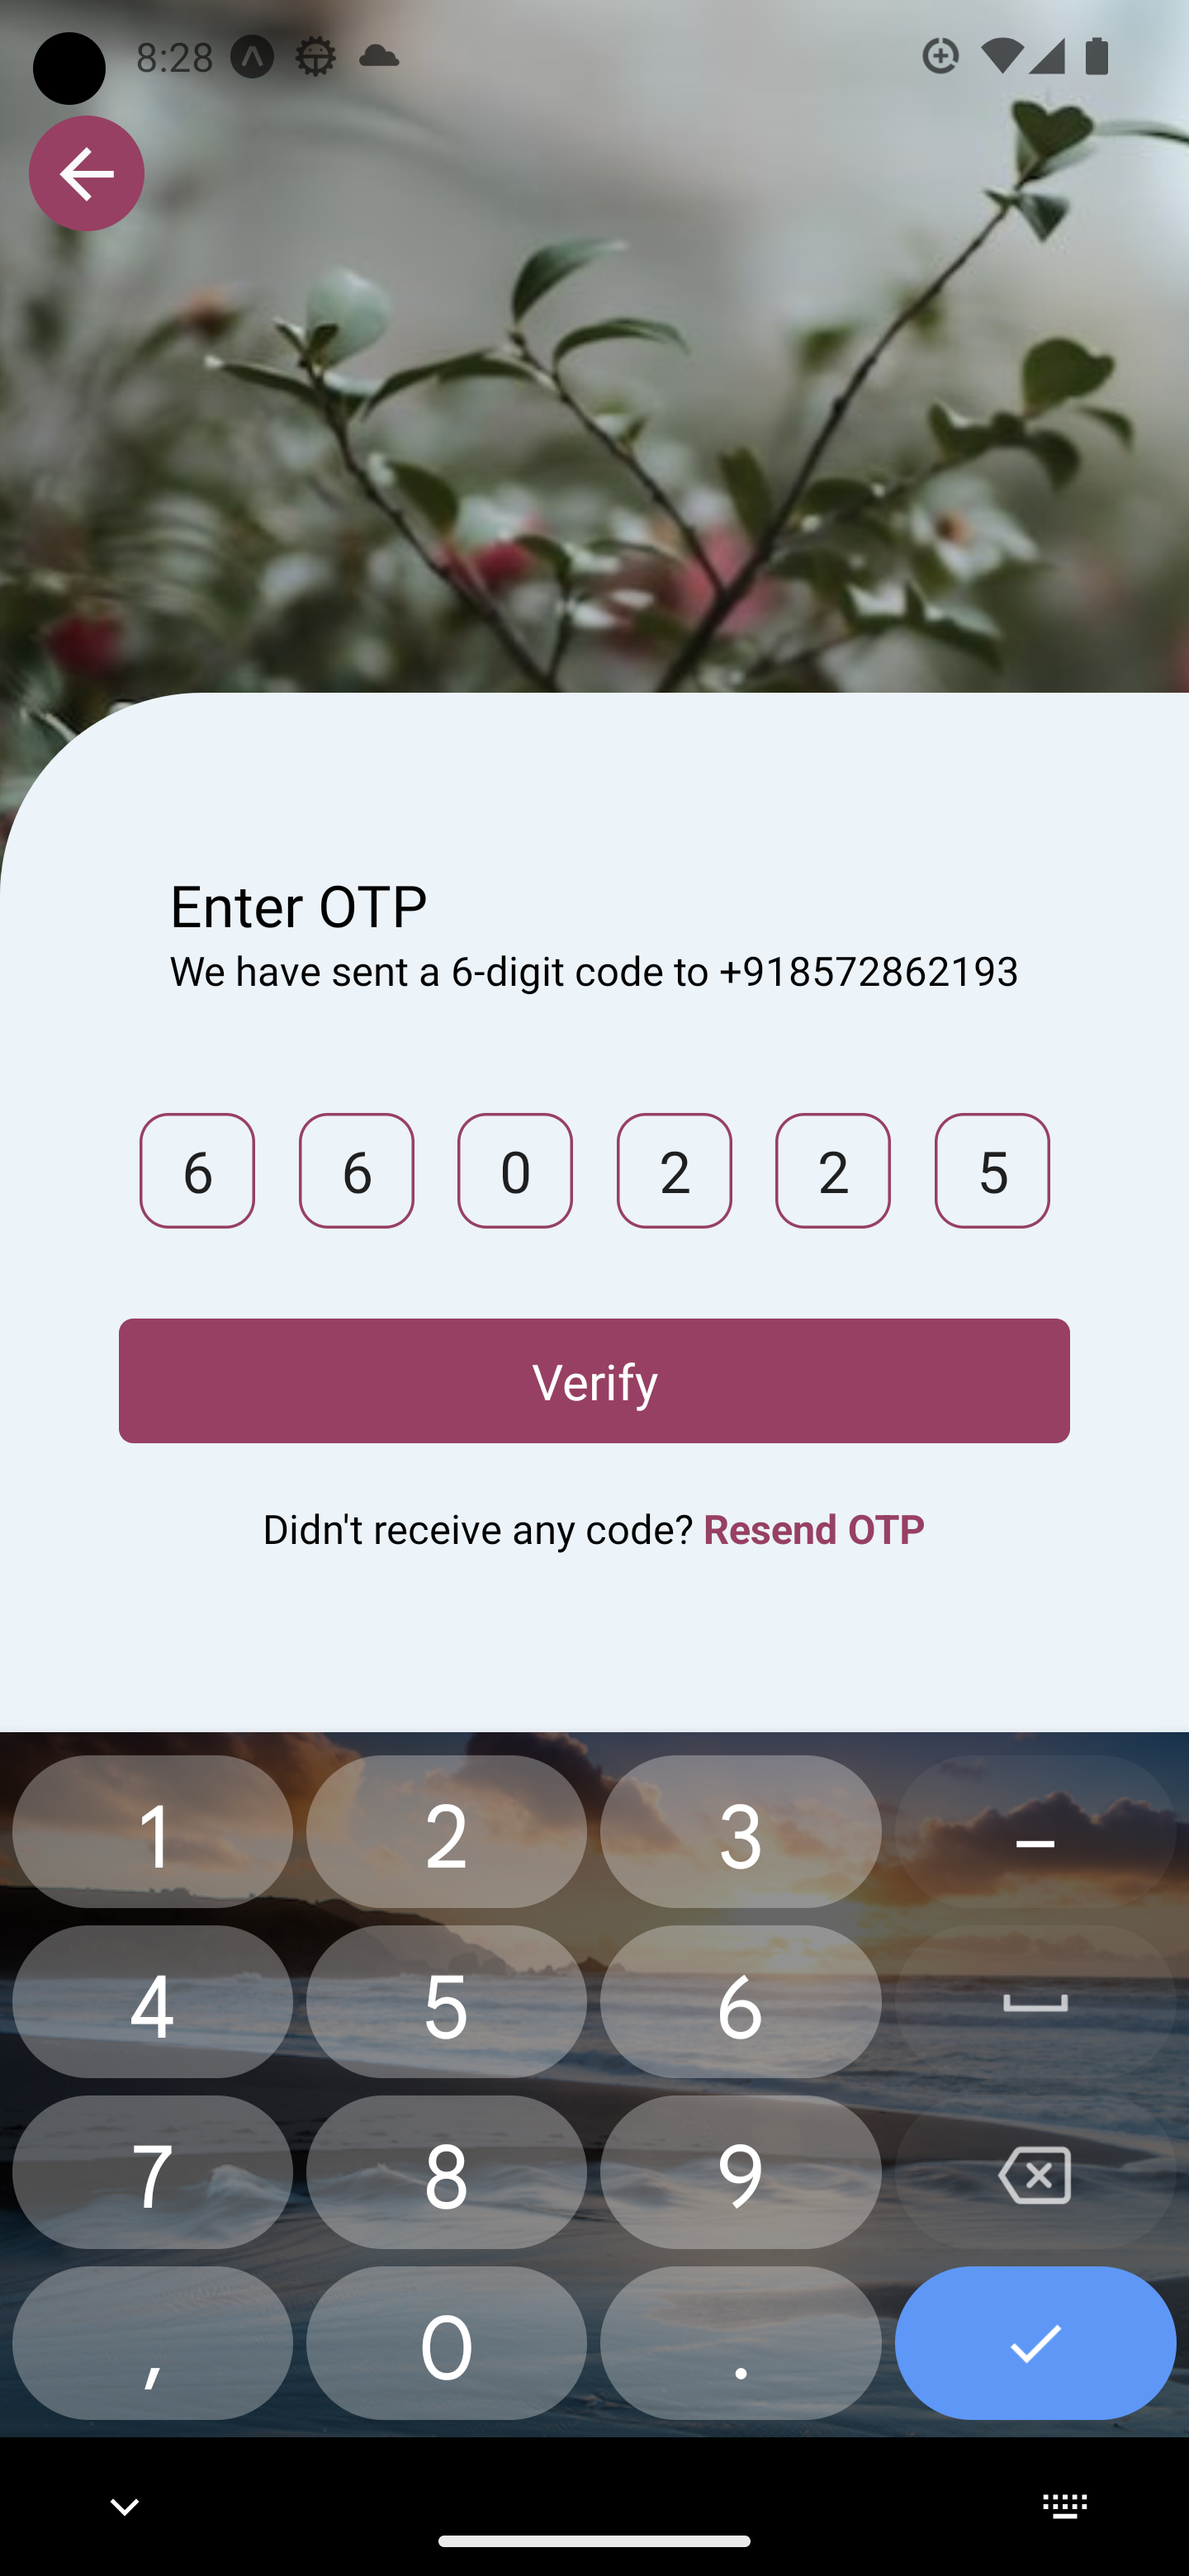 8:28
Enter OTP
We have sent a 6-digit code to +918572862193
6 6 0 2 2 5
Verify
Didn't receive any code? Resend OTP
1 2 3 –
4 5 6
7 8 9
, 0 .